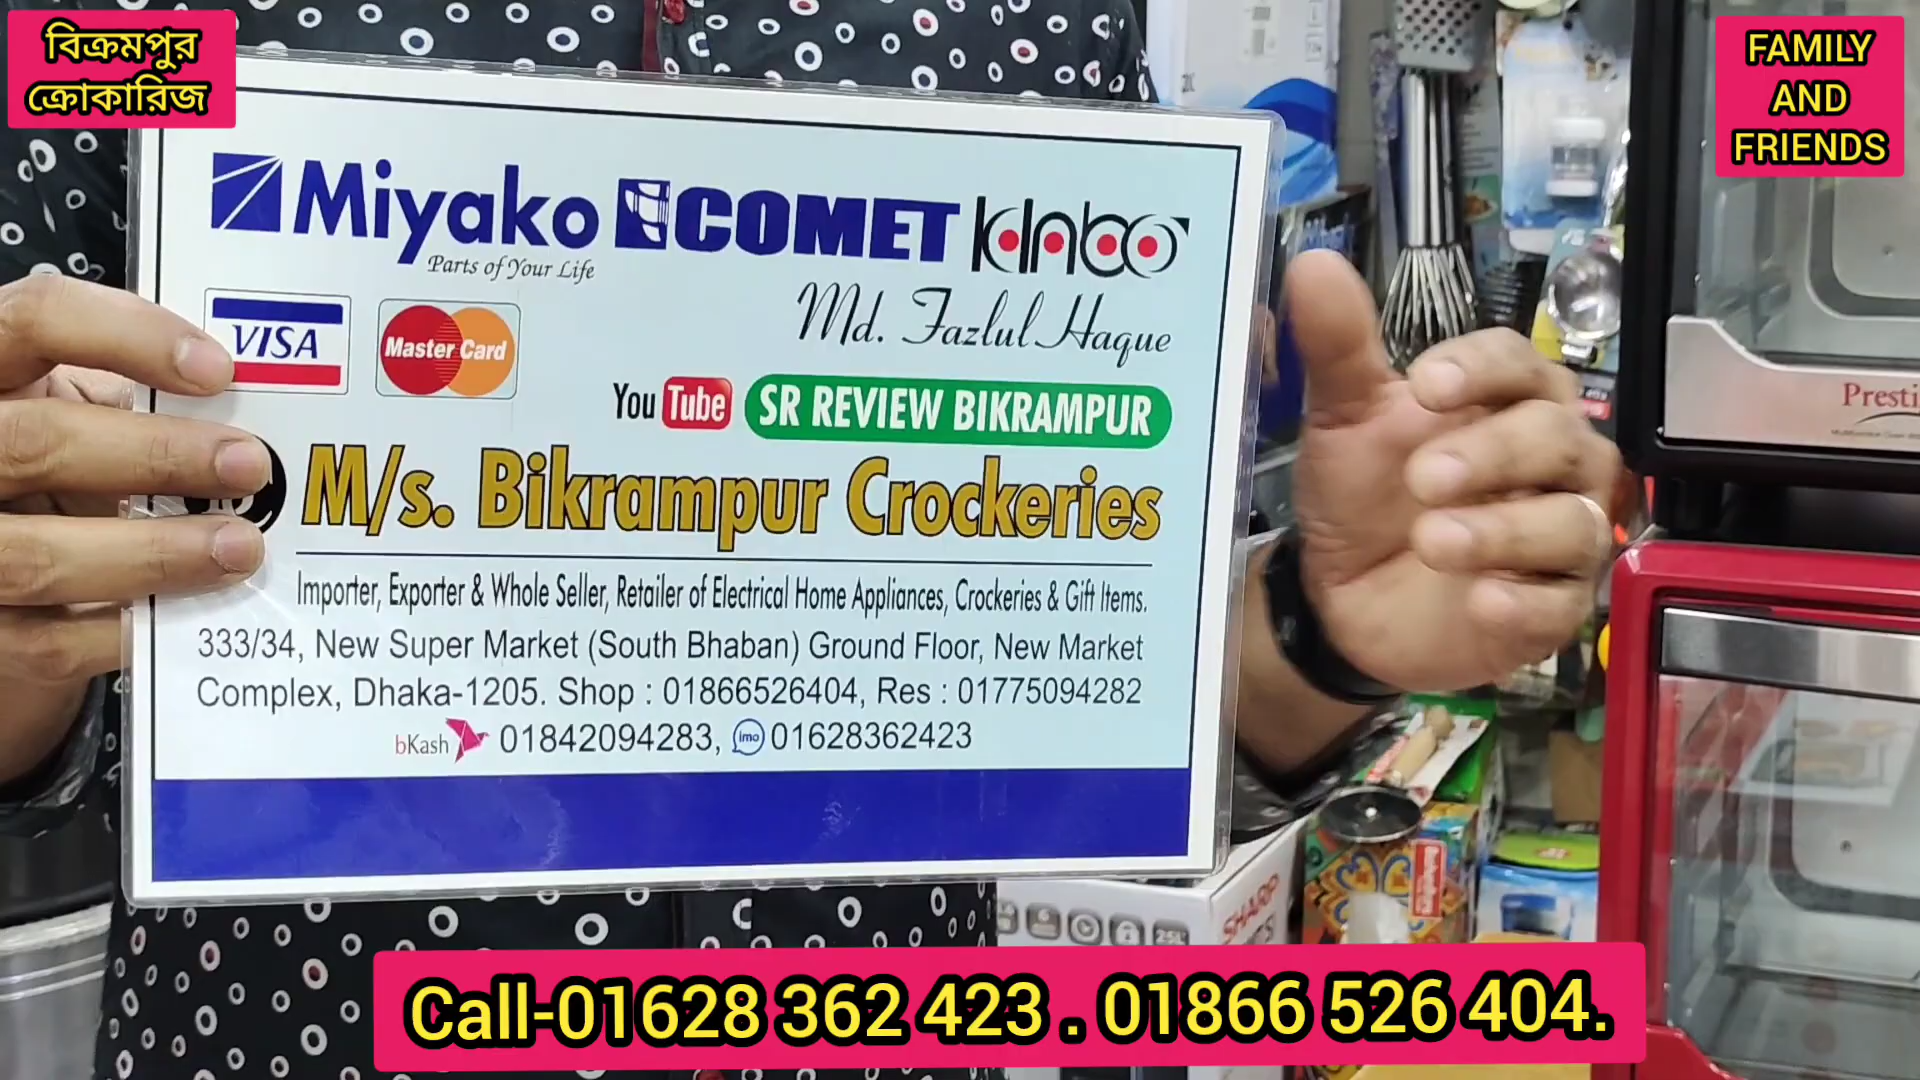 বিক্রমপুর
ক্রোকারিজ
FAMILY
AND
FRIENDS
Miyako COMET kinbo
Parts of Your Life
VISA MasterCard
Md. Fazlul Haque
YouTube SR REVIEW BIKRAMPUR
M/s. Bikrampur Crockeries
Importer, Exporter & Whole Seller, Retailer of Electrical Home Appliances, Crockeries & Gift Items.
333/34, New Super Market (South Bhaban) Ground Floor, New Market
Complex, Dhaka-1205. Shop : 01866526404, Res : 01775094282
bKash 01842094283, imo 01628362423
SHARP
25L
Call-01628 362 423 . 01866 526 404.